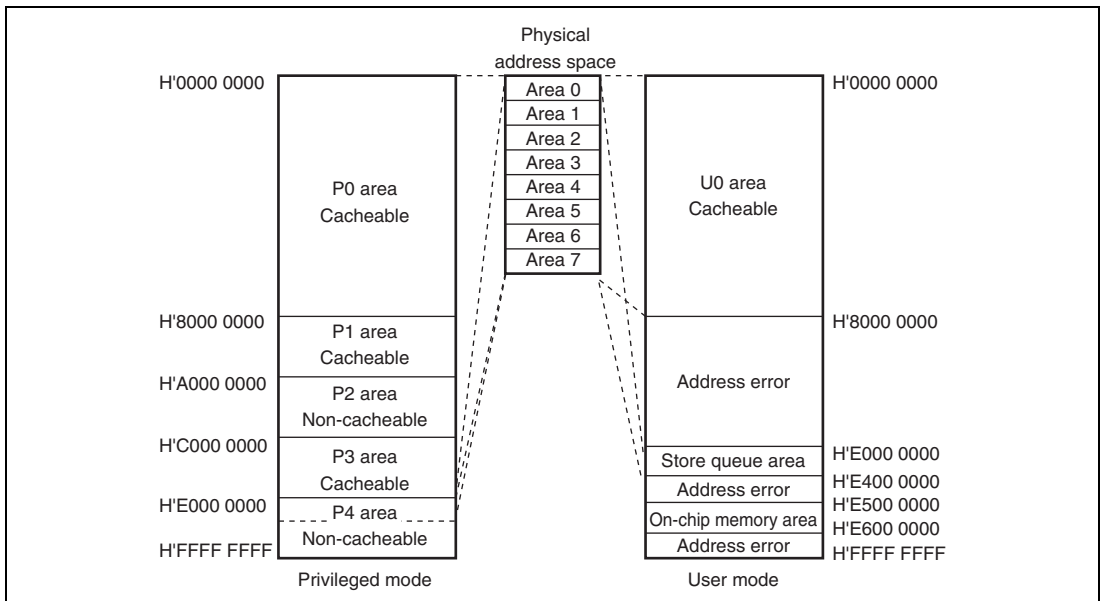 Physical
address space
H'0000 0000
H'0000 0000
Area 0
Area 1
Area 2
Area 3
Area 4
Area 5
Area 6
Area 7
P0 area
Cacheable
U0 area
Cacheable
H'8000 0000
H'8000 0000
P1 area
Cacheable
H'A000 0000
P2 area
Non-cacheable
Address error
H'C000 0000
P3 area
Cacheable
Store queue area
H'E000 0000
Address error
H'E400 0000
H'E000 0000
P4 area
Non-cacheable
H'E500 0000
On-chip memory area
H'E600 0000
Address error
H'FFFF FFFF
H'FFFF FFFF
Privileged mode
User mode